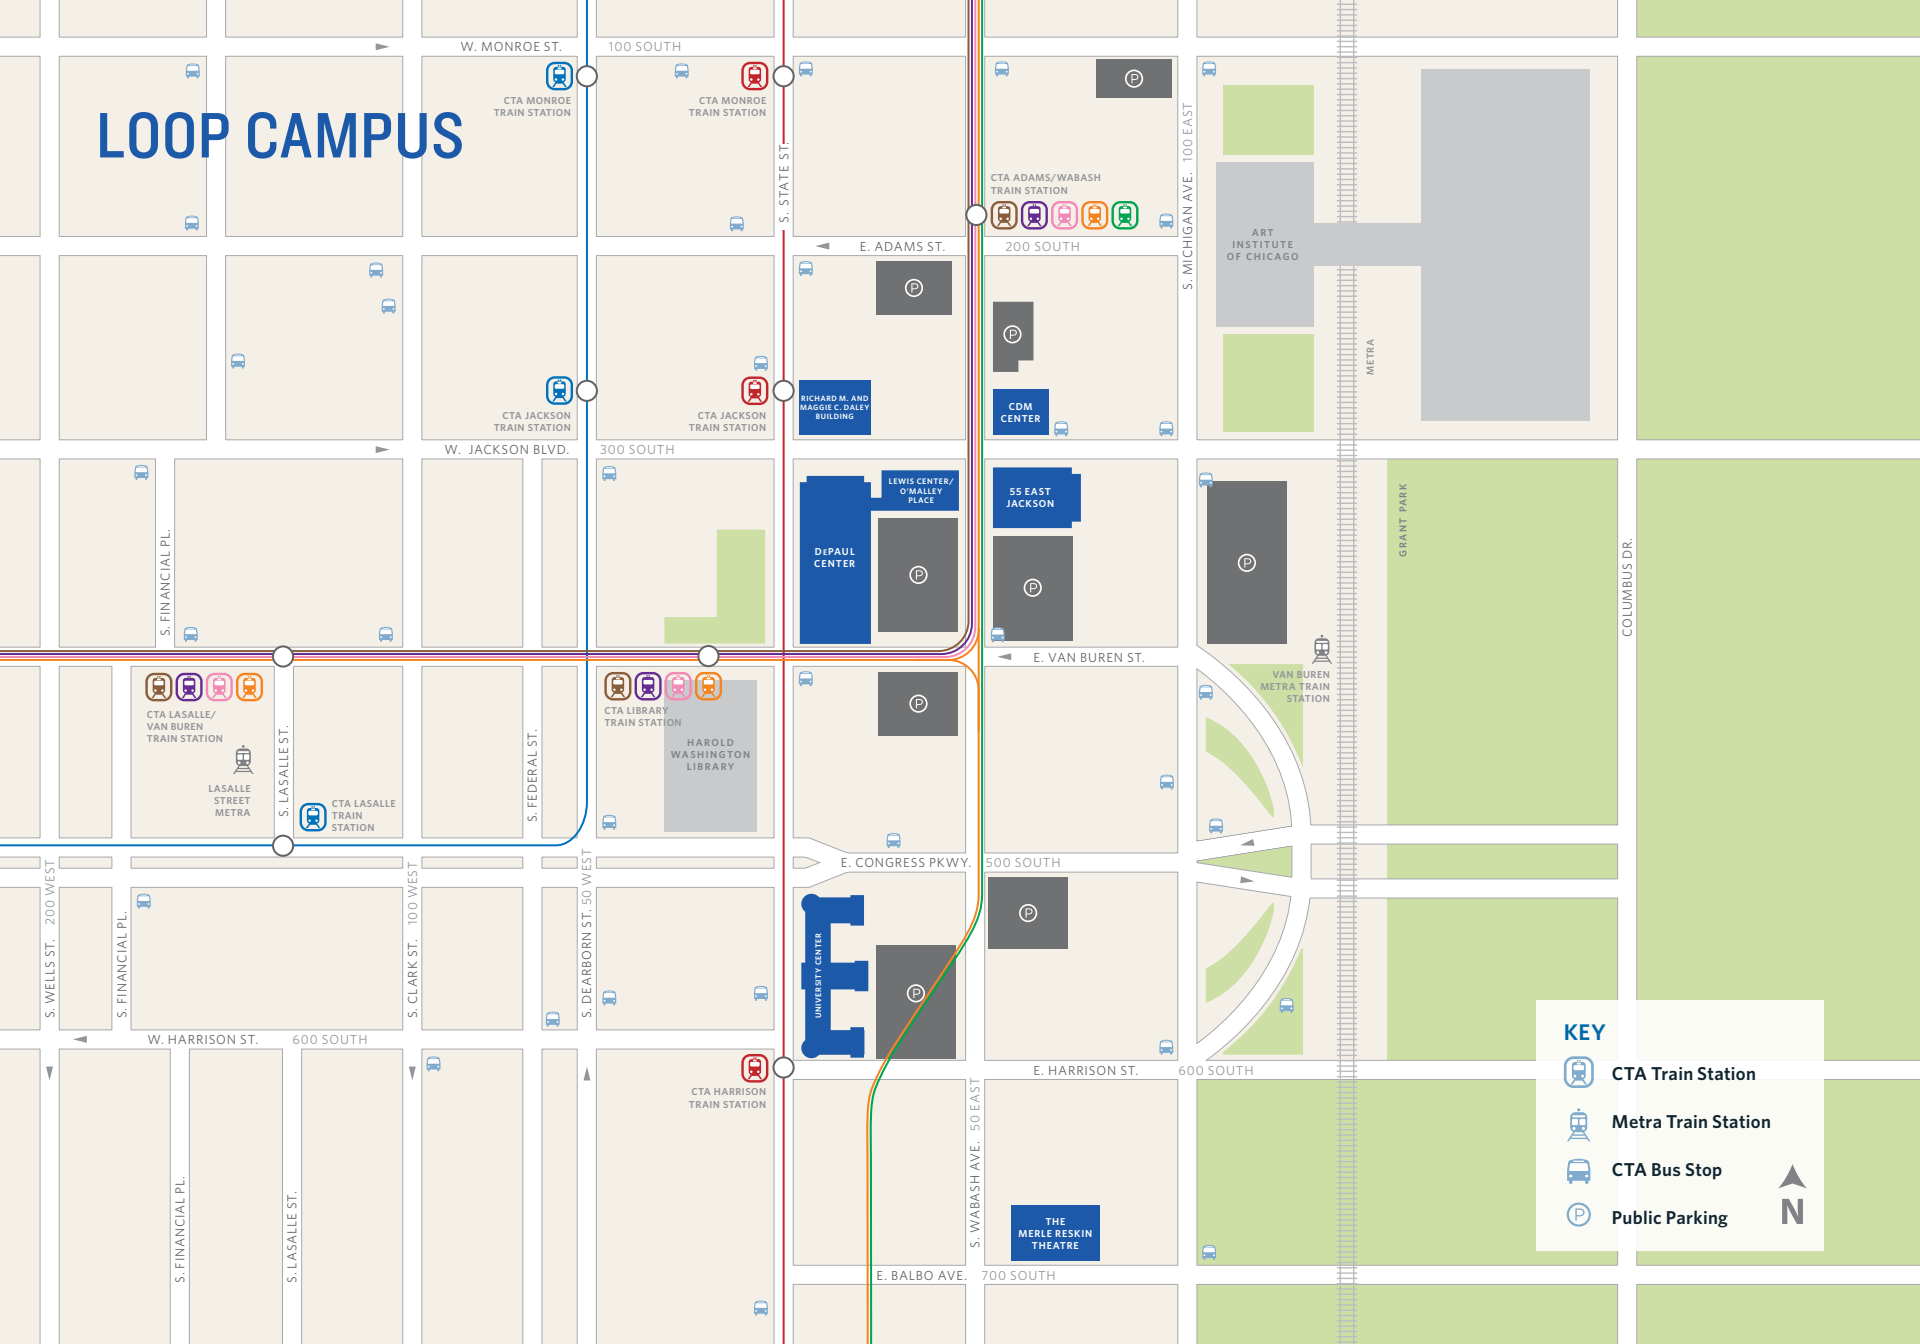 W. MONROE ST. 100 SOUTH
CTA MONROE
TRAIN STATION
CTA MONROE
TRAIN STATION
P
LOOP CAMPUS
S. STATE ST.
S. MICHIGAN AVE. 100 EAST
CTA ADAMS/WABASH
TRAIN STATION
E. ADAMS ST. 200 SOUTH
ART
INSTITUTE
OF CHICAGO
P
P
METRA
RICHARD M. AND
MAGGIE C. DALEY
BUILDING
CDM
CENTER
CTA JACKSON
TRAIN STATION
CTA JACKSON
TRAIN STATION
W. JACKSON BLVD. 300 SOUTH
LEWIS CENTER/
O'MALLEY
PLACE
55 EAST
JACKSON
GRANT PARK
S. FINANCIAL PL.
DEPAUL
CENTER
P
P
P
COLUMBUS DR.
E. VAN BUREN ST.
VAN BUREN
METRA TRAIN
STATION
CTA LASALLE/
VAN BUREN
TRAIN STATION
CTA LIBRARY
TRAIN STATION
P
HAROLD
WASHINGTON
LIBRARY
LASALLE
STREET
METRA
S. LASALLE ST.
CTA LASALLE
TRAIN
STATION
S. FEDERAL ST.
E. CONGRESS PKWY. 500 SOUTH
S. WELLS ST. 200 WEST
S. FINANCIAL PL.
S. CLARK ST. 100 WEST
S. DEARBORN ST. 50 WEST
UNIVERSITY CENTER
P
P
W. HARRISON ST. 600 SOUTH
E. HARRISON ST. 600 SOUTH
CTA HARRISON
TRAIN STATION
S. FINANCIAL PL.
S. LASALLE ST.
S. WABASH AVE. 50 EAST
THE
MERLE RESKIN
THEATRE
E. BALBO AVE. 700 SOUTH
KEY
CTA Train Station
Metra Train Station
CTA Bus Stop
P Public Parking
N